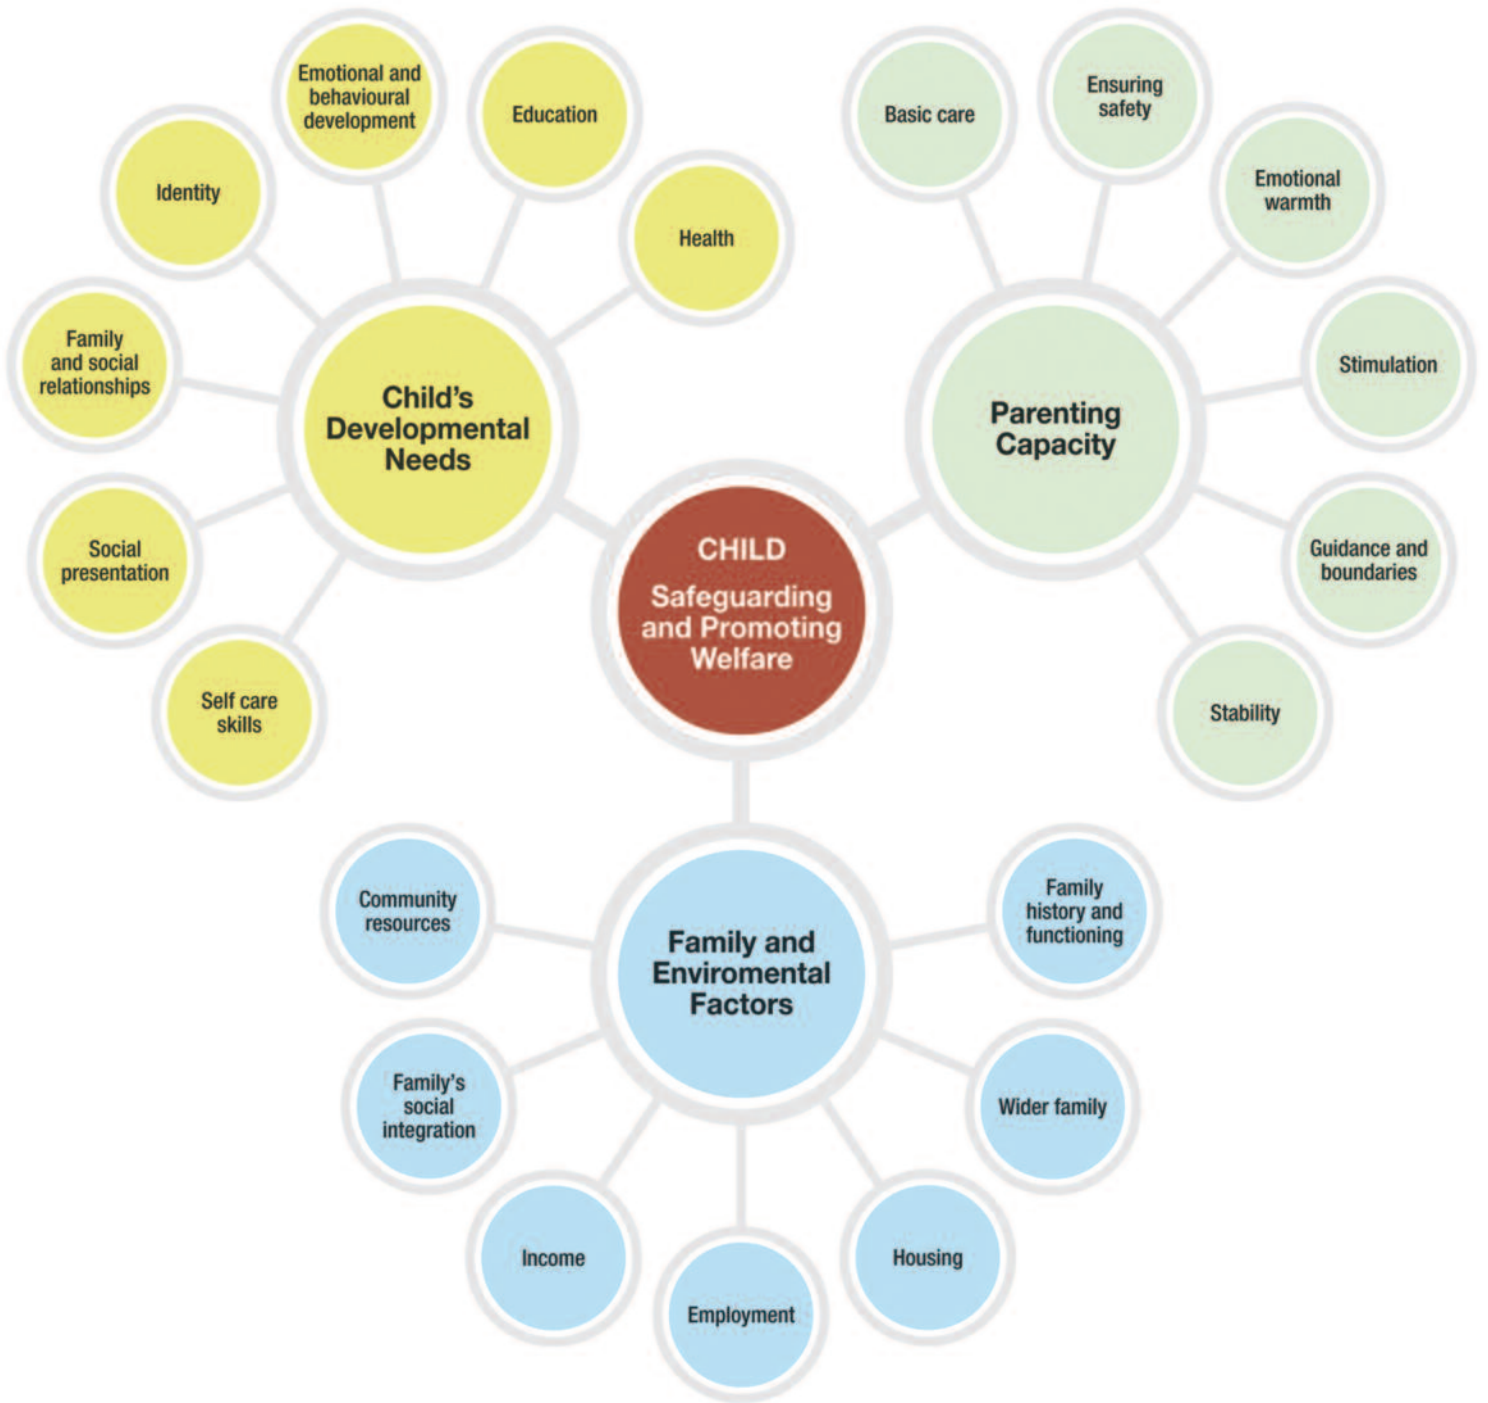 Emotional and
behavioural
development
Education
Identity
Health
Family
and social
relationships
Child's
Developmental
Needs
Social
presentation
Self care
skills
Basic care
Ensuring
safety
Emotional
warmth
Stimulation
Parenting
Capacity
Guidance and
boundaries
Stability
CHILD
Safeguarding
and Promoting
Welfare
Community
resources
Family and
Enviromental
Factors
Family
history and
functioning
Family's
social
integration
Wider family
Income
Employment
Housing